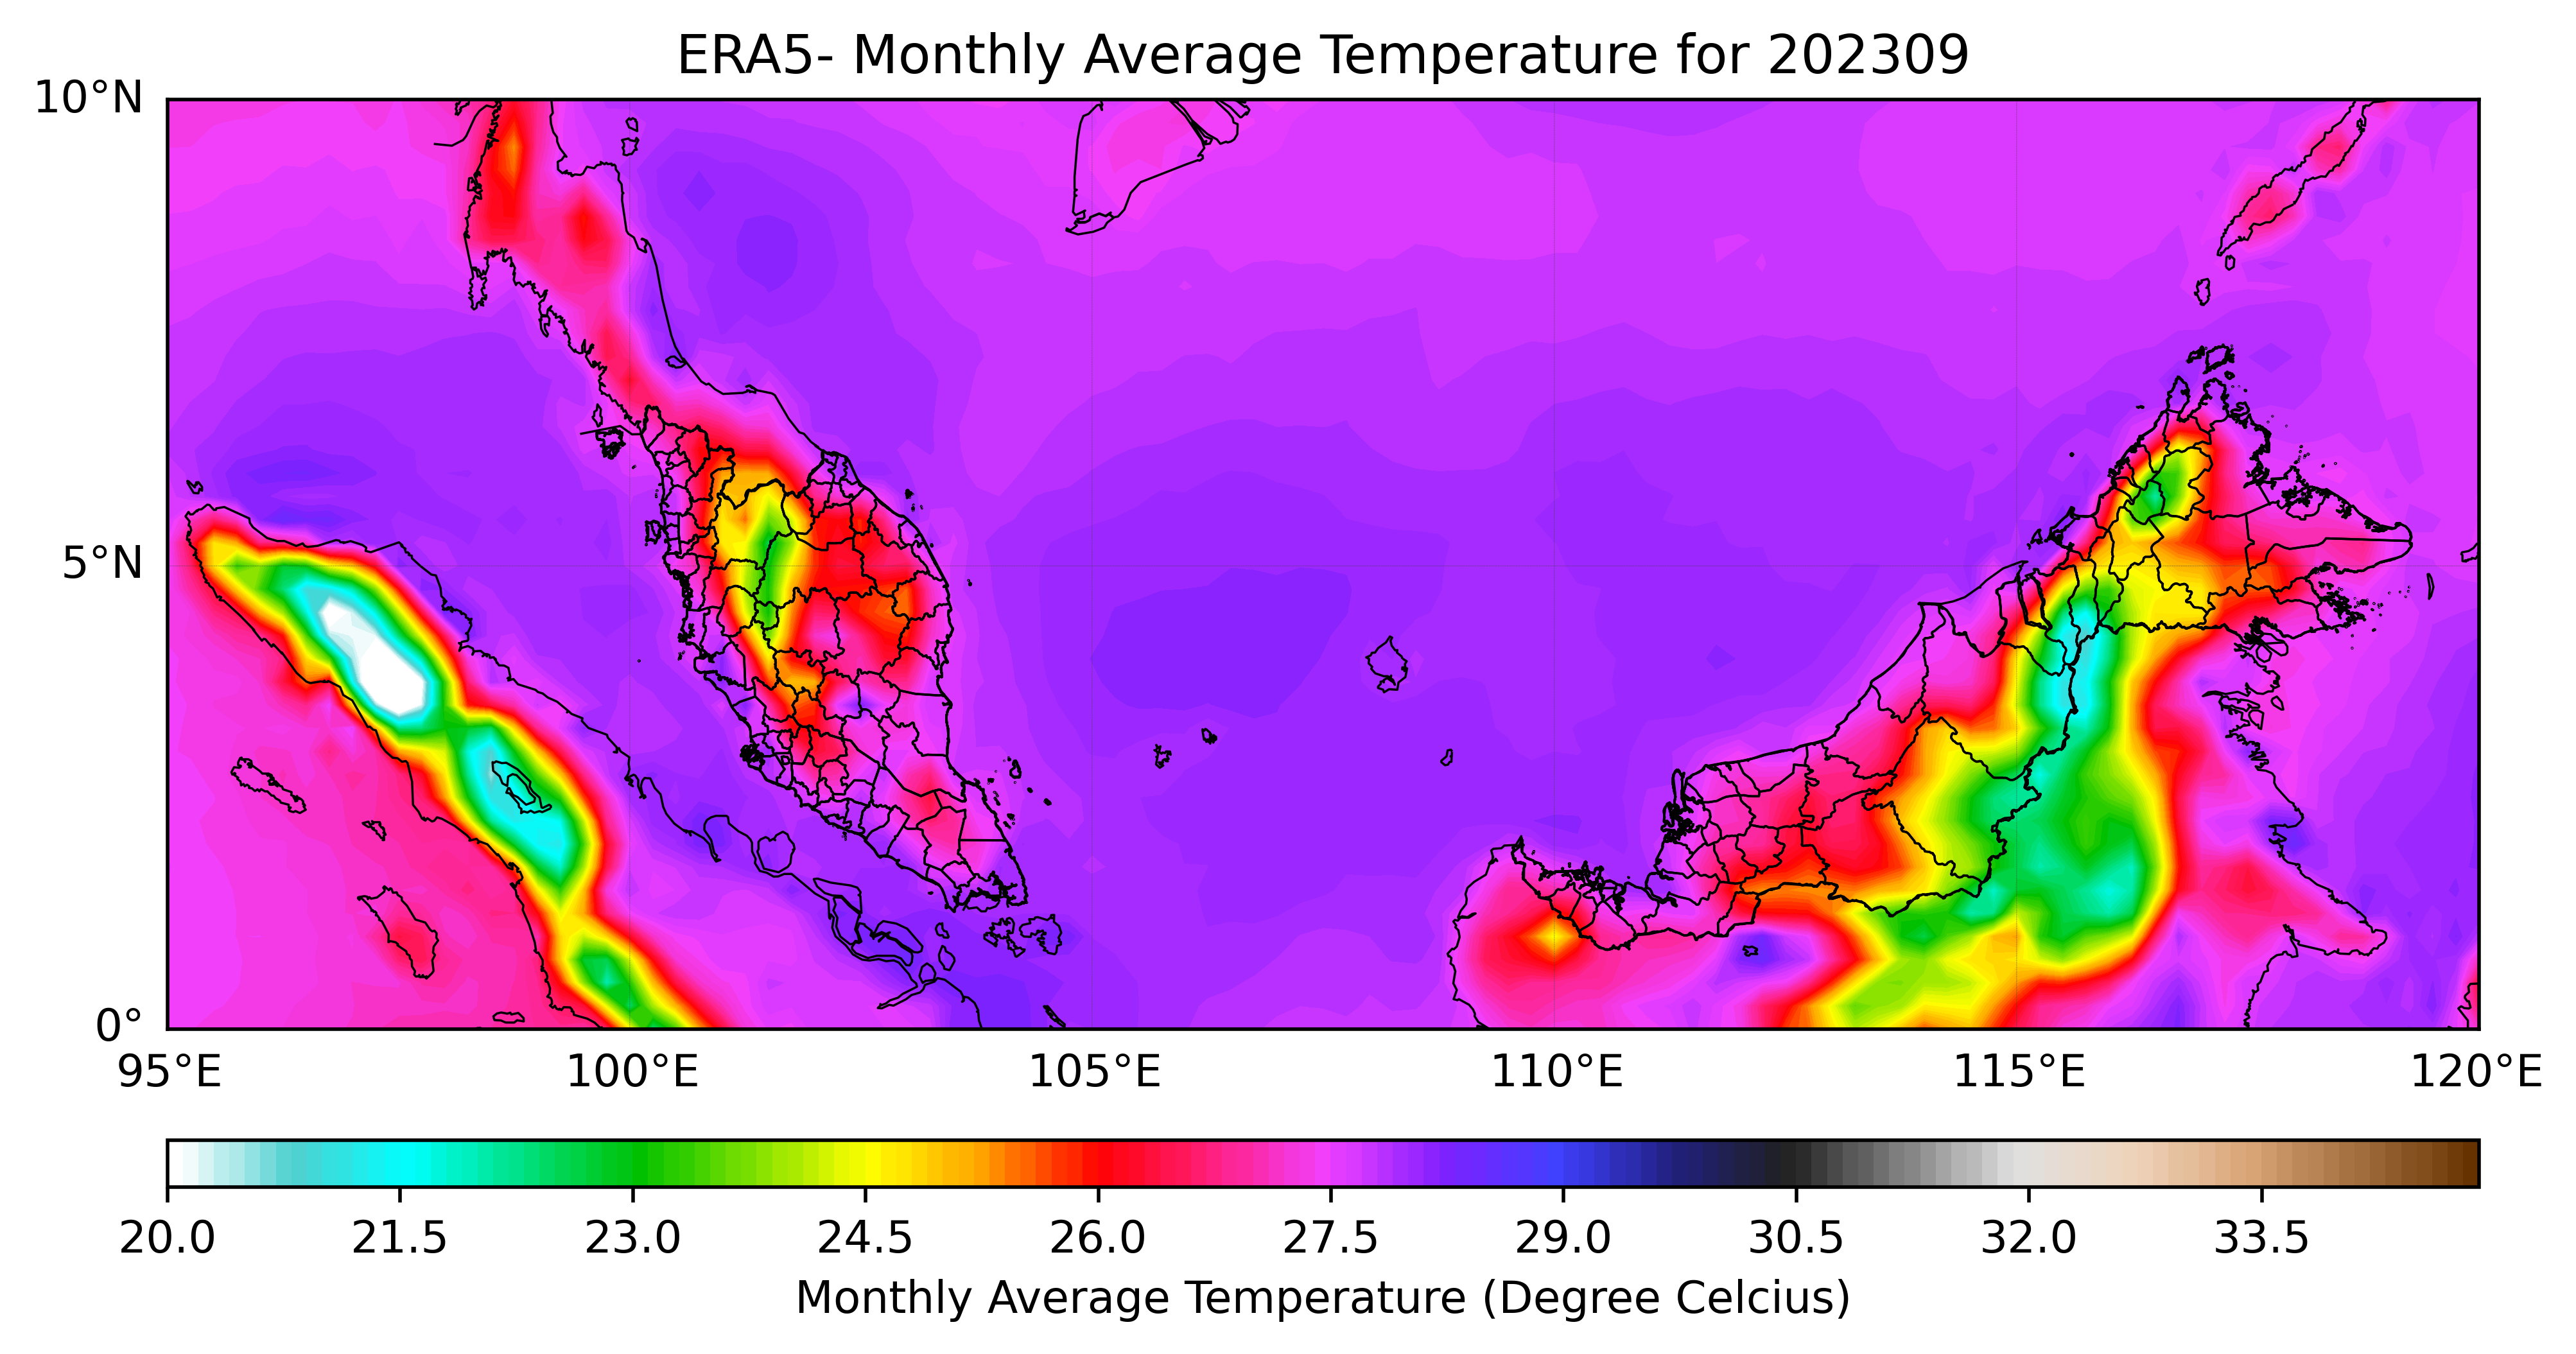 ERA5- Monthly Average Temperature for 202309
10°N
5°N
0°
95°E 100°E 105°E 110°E 115°E 120°E
20.0 21.5 23.0 24.5 26.0 27.5 29.0 30.5 32.0 33.5
Monthly Average Temperature (Degree Celcius)